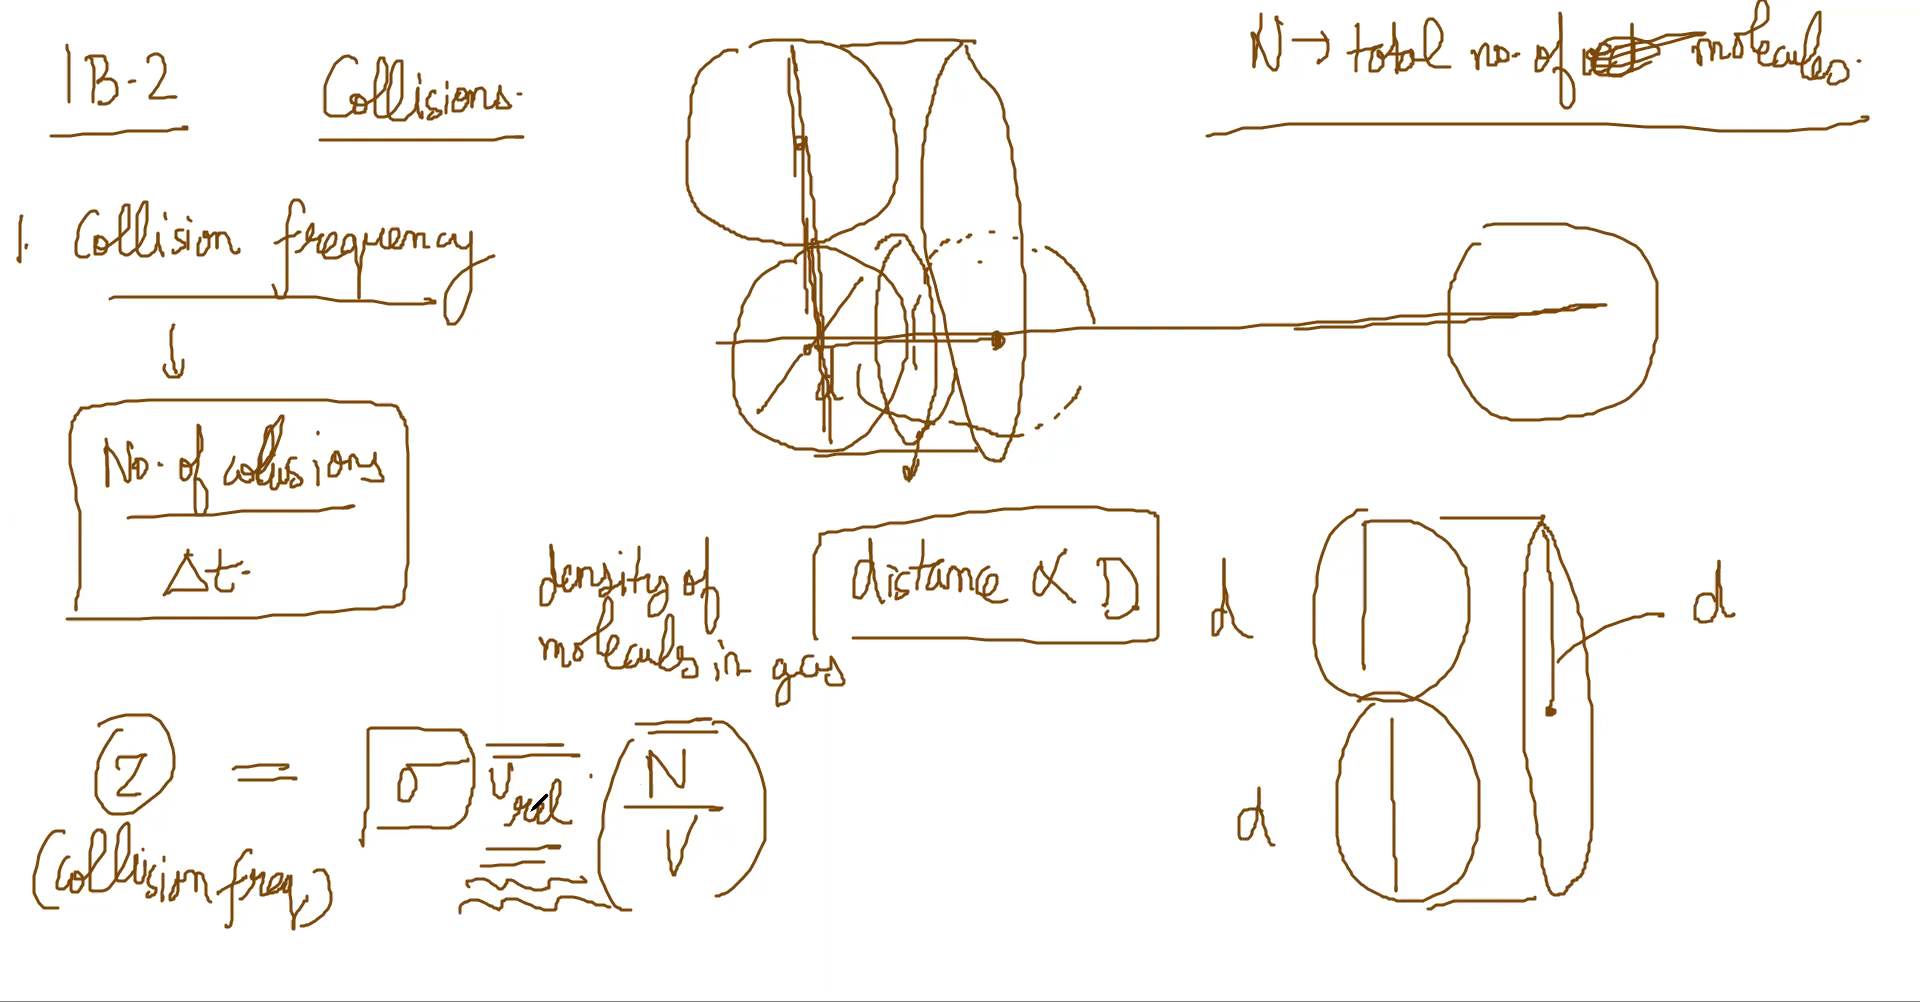 1B-2 Collisions.
N → total no. of molecules.
1. Collision frequency
↓
No. of collisions
Δt
density of
molecules in gas
distance ∝ D
d
d
d
Z = σ v rel . N
V
(Collision freq.)